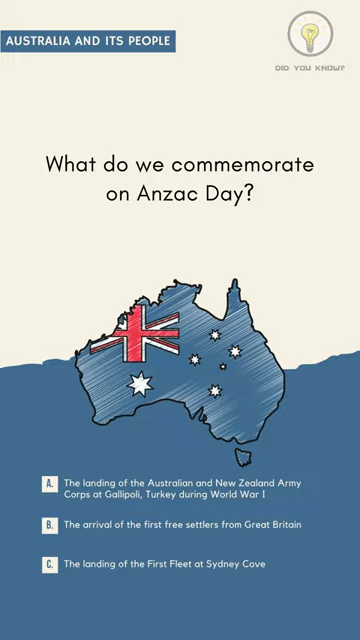 AUSTRALIA AND ITS PEOPLE
DID YOU KNOW?
What do we commemorate
on Anzac Day?
A. The landing of the Australian and New Zealand Army
Corps at Gallipoli, Turkey during World War I
B. The arrival of the first free settlers from Great Britain
C. The landing of the First Fleet at Sydney Cove